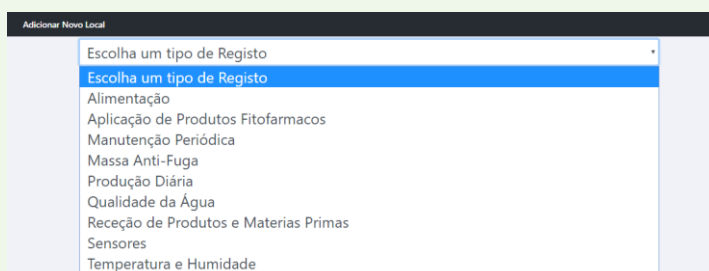 Adicionar Novo Local
Escolha um tipo de Registo
Escolha um tipo de Registo
Alimentação
Aplicação de Produtos Fitofarmacos
Manutenção Periódica
Massa Anti-Fuga
Produção Diária
Qualidade da Água
Receção de Produtos e Materias Primas
Sensores
Temperatura e Humidade